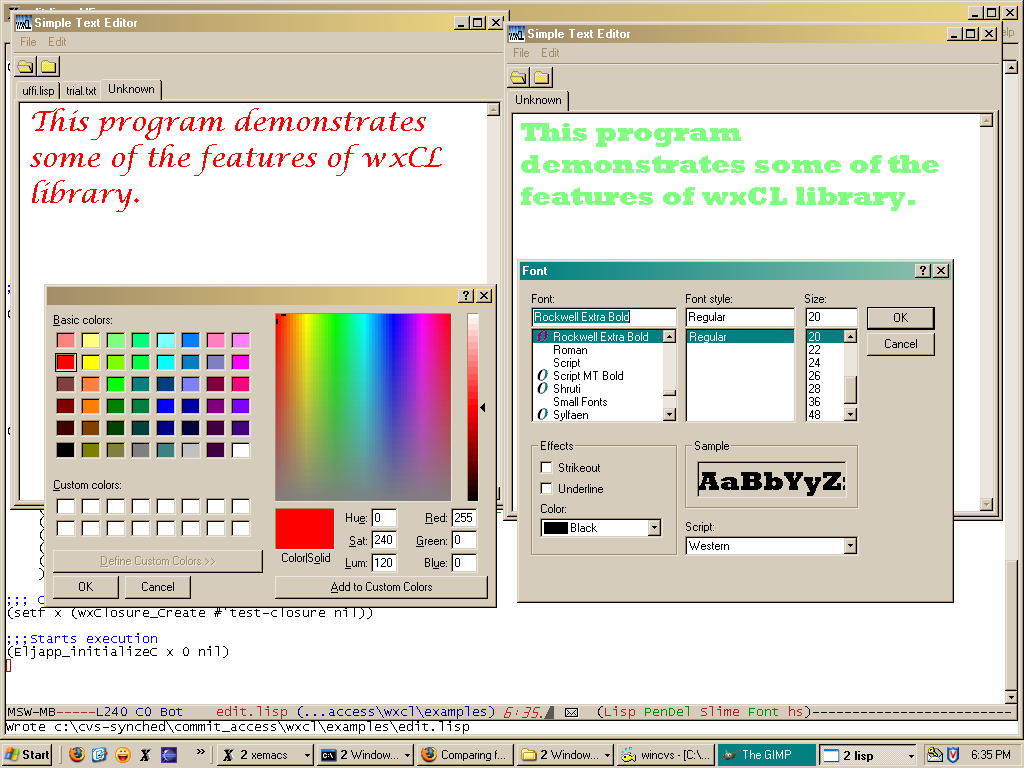 Simple Text Editor
File Edit
uffi.lisp trial.txt Unknown
This program demonstrates
some of the features of wxCL
library.
Simple Text Editor
File Edit
Unknown
This program
demonstrates some of the
features of wxCL library.
Basic colors:
Custom colors:
Define Custom Colors >>
OK Cancel
Color|Solid
Hue: 0 Red: 255
Sat: 240 Green: 0
Lum: 120 Blue: 0
Add to Custom Colors
Font
Font: Font style: Size:
Rockwell Extra Bold Regular 20 OK
Rockwell Extra Bold Regular 20
Cancel
Roman 22
Script 24
Script MT Bold 26
Shruti 28
Small Fonts 36
Sylfaen 48
Effects Sample
Strikeout
Underline
AaBbYyZ
Color:
Black
Script:
Western
(setf x (wxClosure_Create #'test-closure nil))
;;;Starts execution
(Eljapp_initializeC x 0 nil)
MSW-MB-----L240 C0 Bot edit.lisp (...access\wxcl\examples) 6:35. (Lisp PenDel Slime Font hs)
Wrote c:\cvs-synched\commit_access\wxcl\examples\edit.lisp
Start » 2 xemacs 2 Window... Comparing f... 2 Window... wincvs - [C:\... The GIMP 2 lisp 6:35 PM